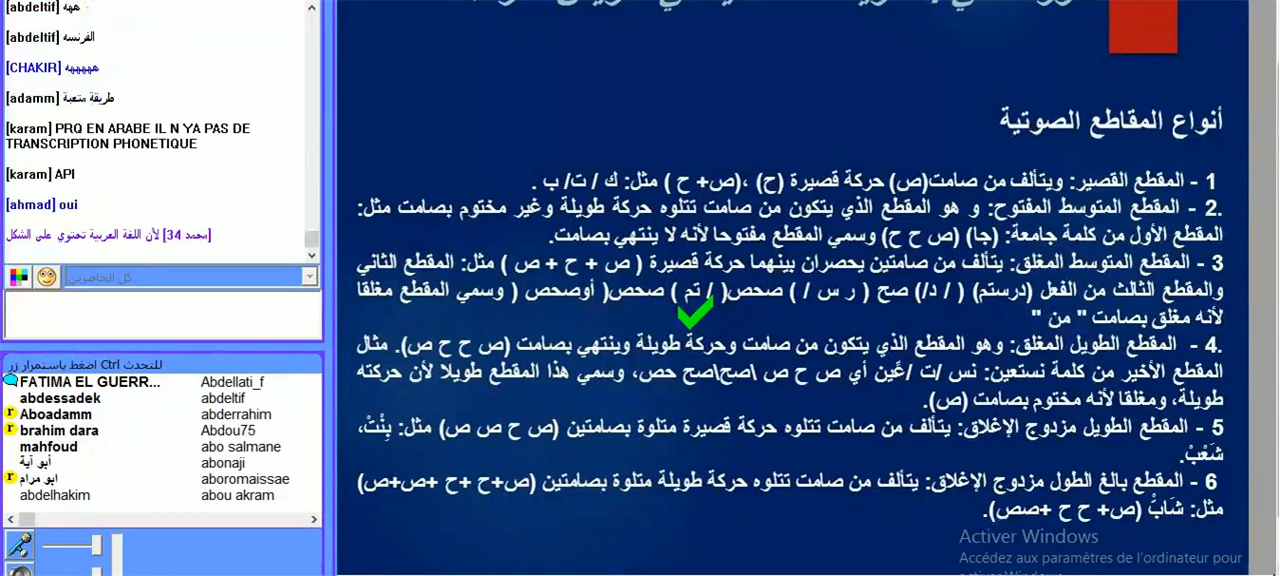 [abdeltif] ههه
[abdeltif] الفرنسه
[CHAKIR] هههههه
[adamm] طريقة متعبة
[karam] PRQ EN ARABE IL N YA PAS DE
TRANSCRIPTION PHONETIQUE
[karam] API
[ahmad] oui
[محمد 34] لأن اللغة العربية تحتوي على الشكل
كل الحاضرين
للتحدث Ctrl اضغط باستمرار زر
FATIMA EL GUERR... Abdellati_f
abdessadek abdeltif
Aboadamm abderrahim
brahim dara Abdou75
mahfoud abo salmane
أبو آية abonaji
ابو مرام aboromaissae
abdelhakim abou akram
أنواع المقاطع الصوتية
1 - المقطع القصير: ويتألف من صامت(ص) حركة قصيرة (ح) ،(ص+ ح ) مثل: ك / ت/ ب .
.2 - المقطع المتوسط المفتوح: و هو المقطع الذي يتكون من صامت تتلوه حركة طويلة وغير مختوم بصامت مثل:
المقطع الأول من كلمة جامعة: (جا) (ص ح ح) وسمي المقطع مفتوحا لأنه لا ينتهي بصامت.
3 - المقطع المتوسط المغلق: يتألف من صامتين يحصران بينهما حركة قصيرة ( ص + ح + ص ) مثل: المقطع الثاني
والمقطع الثالث من الفعل (درستم) ( / د/) صح ( ر س / ) صحص( / تم ) صحص( أوصحص ( وسمي المقطع مغلقا
لأنه مغلق بصامت " من "
.4 - المقطع الطويل المغلق: وهو المقطع الذي يتكون من صامت وحركة طويلة وينتهي بصامت (ص ح ح ص). مثال
المقطع الأخير من كلمة نستعين: نس /ت /عين أي ص ح ص \صح\صح حص، وسمي هذا المقطع طويلا لأن حركته
طويلة، ومغلقا لأنه مختوم بصامت (ص).
5 - المقطع الطويل مزدوج الإغلاق: يتألف من صامت تتلوه حركة قصيرة متلوة بصامتين (ص ح ص ص) مثل: بِنْتْ،
شَعْبْ.
6 - المقطع بالغ الطول مزدوج الإغلاق: يتألف من صامت تتلوه حركة طويلة متلوة بصامتين (ص+ح +ح +ص+ص)
مثل: شَابّْ (ص+ ح ح +صص).
Activer Windows
Accédez aux paramètres de l'ordinateur pour